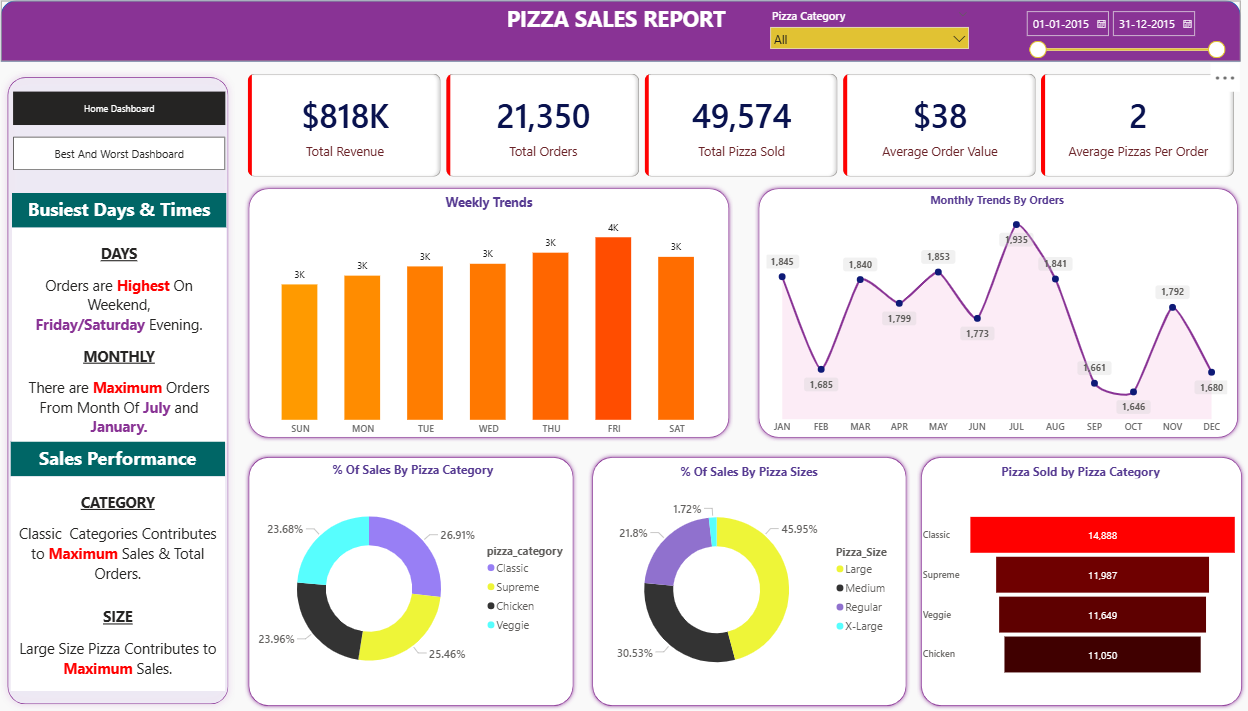 PIZZA SALES REPORT
Pizza Category
All
01-01-2015
31-12-2015
Home Dashboard
Best And Worst Dashboard
Busiest Days & Times
DAYS
Orders are Highest On
Weekend,
Friday/Saturday Evening.
MONTHLY
There are Maximum Orders
From Month Of July and
January.
Sales Performance
CATEGORY
Classic Categories Contributes
to Maximum Sales & Total
Orders.
SIZE
Large Size Pizza Contributes to
Maximum Sales.
$818K
Total Revenue
21,350
Total Orders
49,574
Total Pizza Sold
$38
Average Order Value
2
Average Pizzas Per Order
Weekly Trends
3K
3K
3K
3K
3K
4K
3K
SUN MON TUE WED THU FRI SAT
Monthly Trends By Orders
1,845
1,685
1,840
1,799
1,853
1,773
1,935
1,841
1,661
1,646
1,792
1,680
JAN FEB MAR APR MAY JUN JUL AUG SEP OCT NOV DEC
% Of Sales By Pizza Category
23.68%
26.91%
23.96%
25.46%
pizza_category
Classic
Supreme
Chicken
Veggie
% Of Sales By Pizza Sizes
1.72%
45.95%
21.8%
30.53%
Pizza_Size
Large
Medium
Regular
X-Large
Pizza Sold by Pizza Category
Classic 14,888
Supreme 11,987
Veggie 11,649
Chicken 11,050